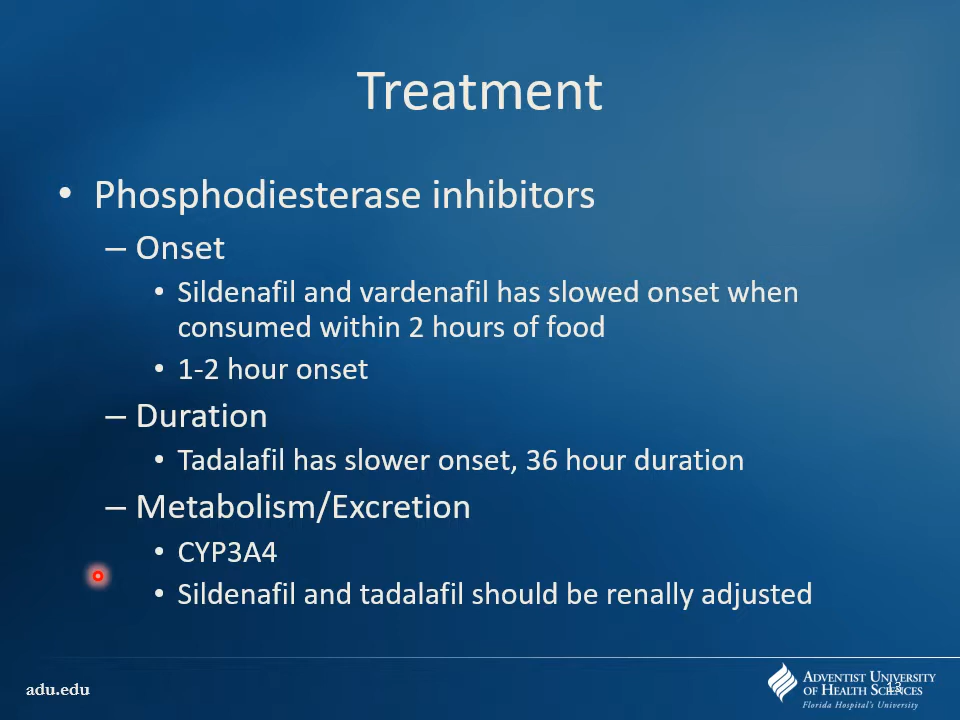 Treatment
• Phosphodiesterase inhibitors
– Onset
• Sildenafil and vardenafil has slowed onset when
consumed within 2 hours of food
• 1-2 hour onset
– Duration
• Tadalafil has slower onset, 36 hour duration
– Metabolism/Excretion
• CYP3A4
• Sildenafil and tadalafil should be renally adjusted
adu.edu
ADVENTIST UNIVERSITY
OF HEALTH SCIENCES
Florida Hospital's University
13